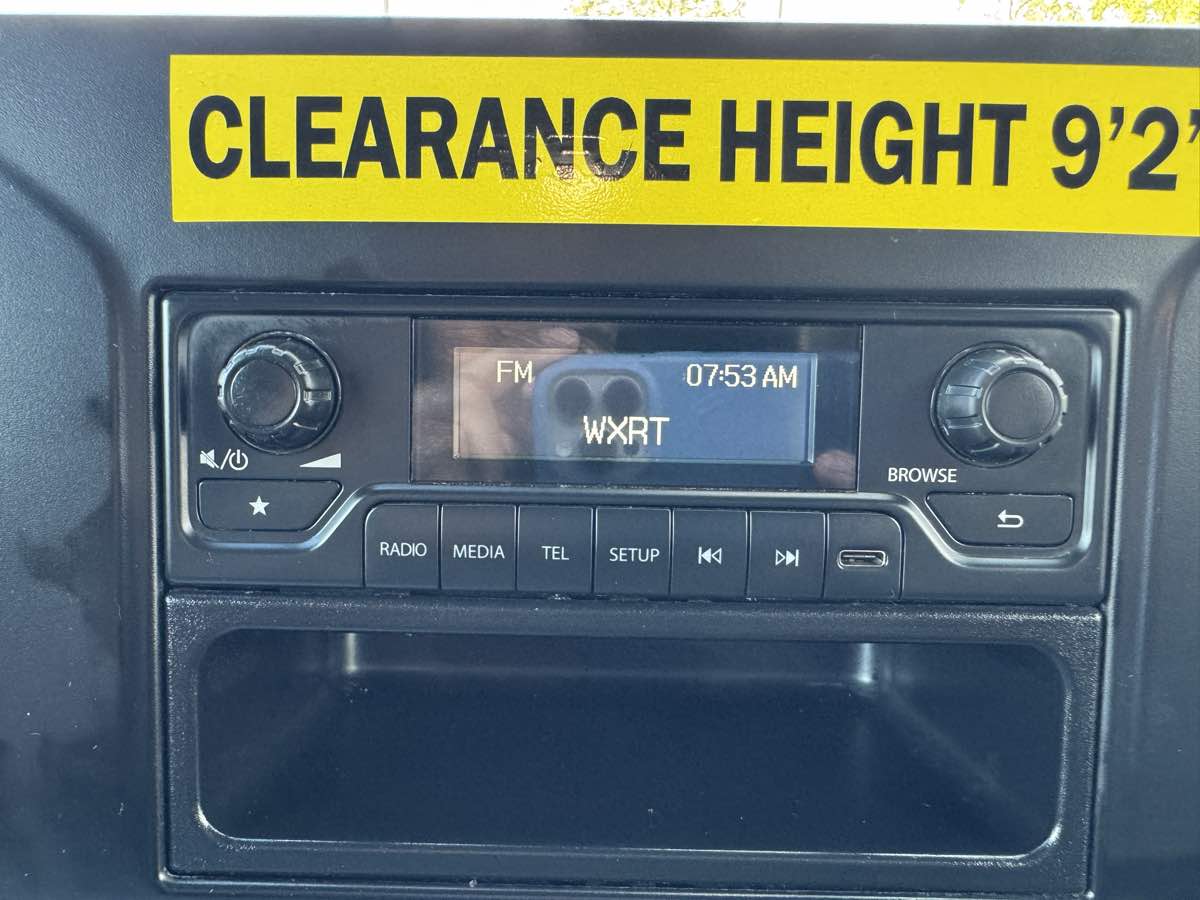 CLEARANCE HEIGHT 9'2"
FM 07:53 AM
WXRT
BROWSE
RADIO MEDIA TEL SETUP